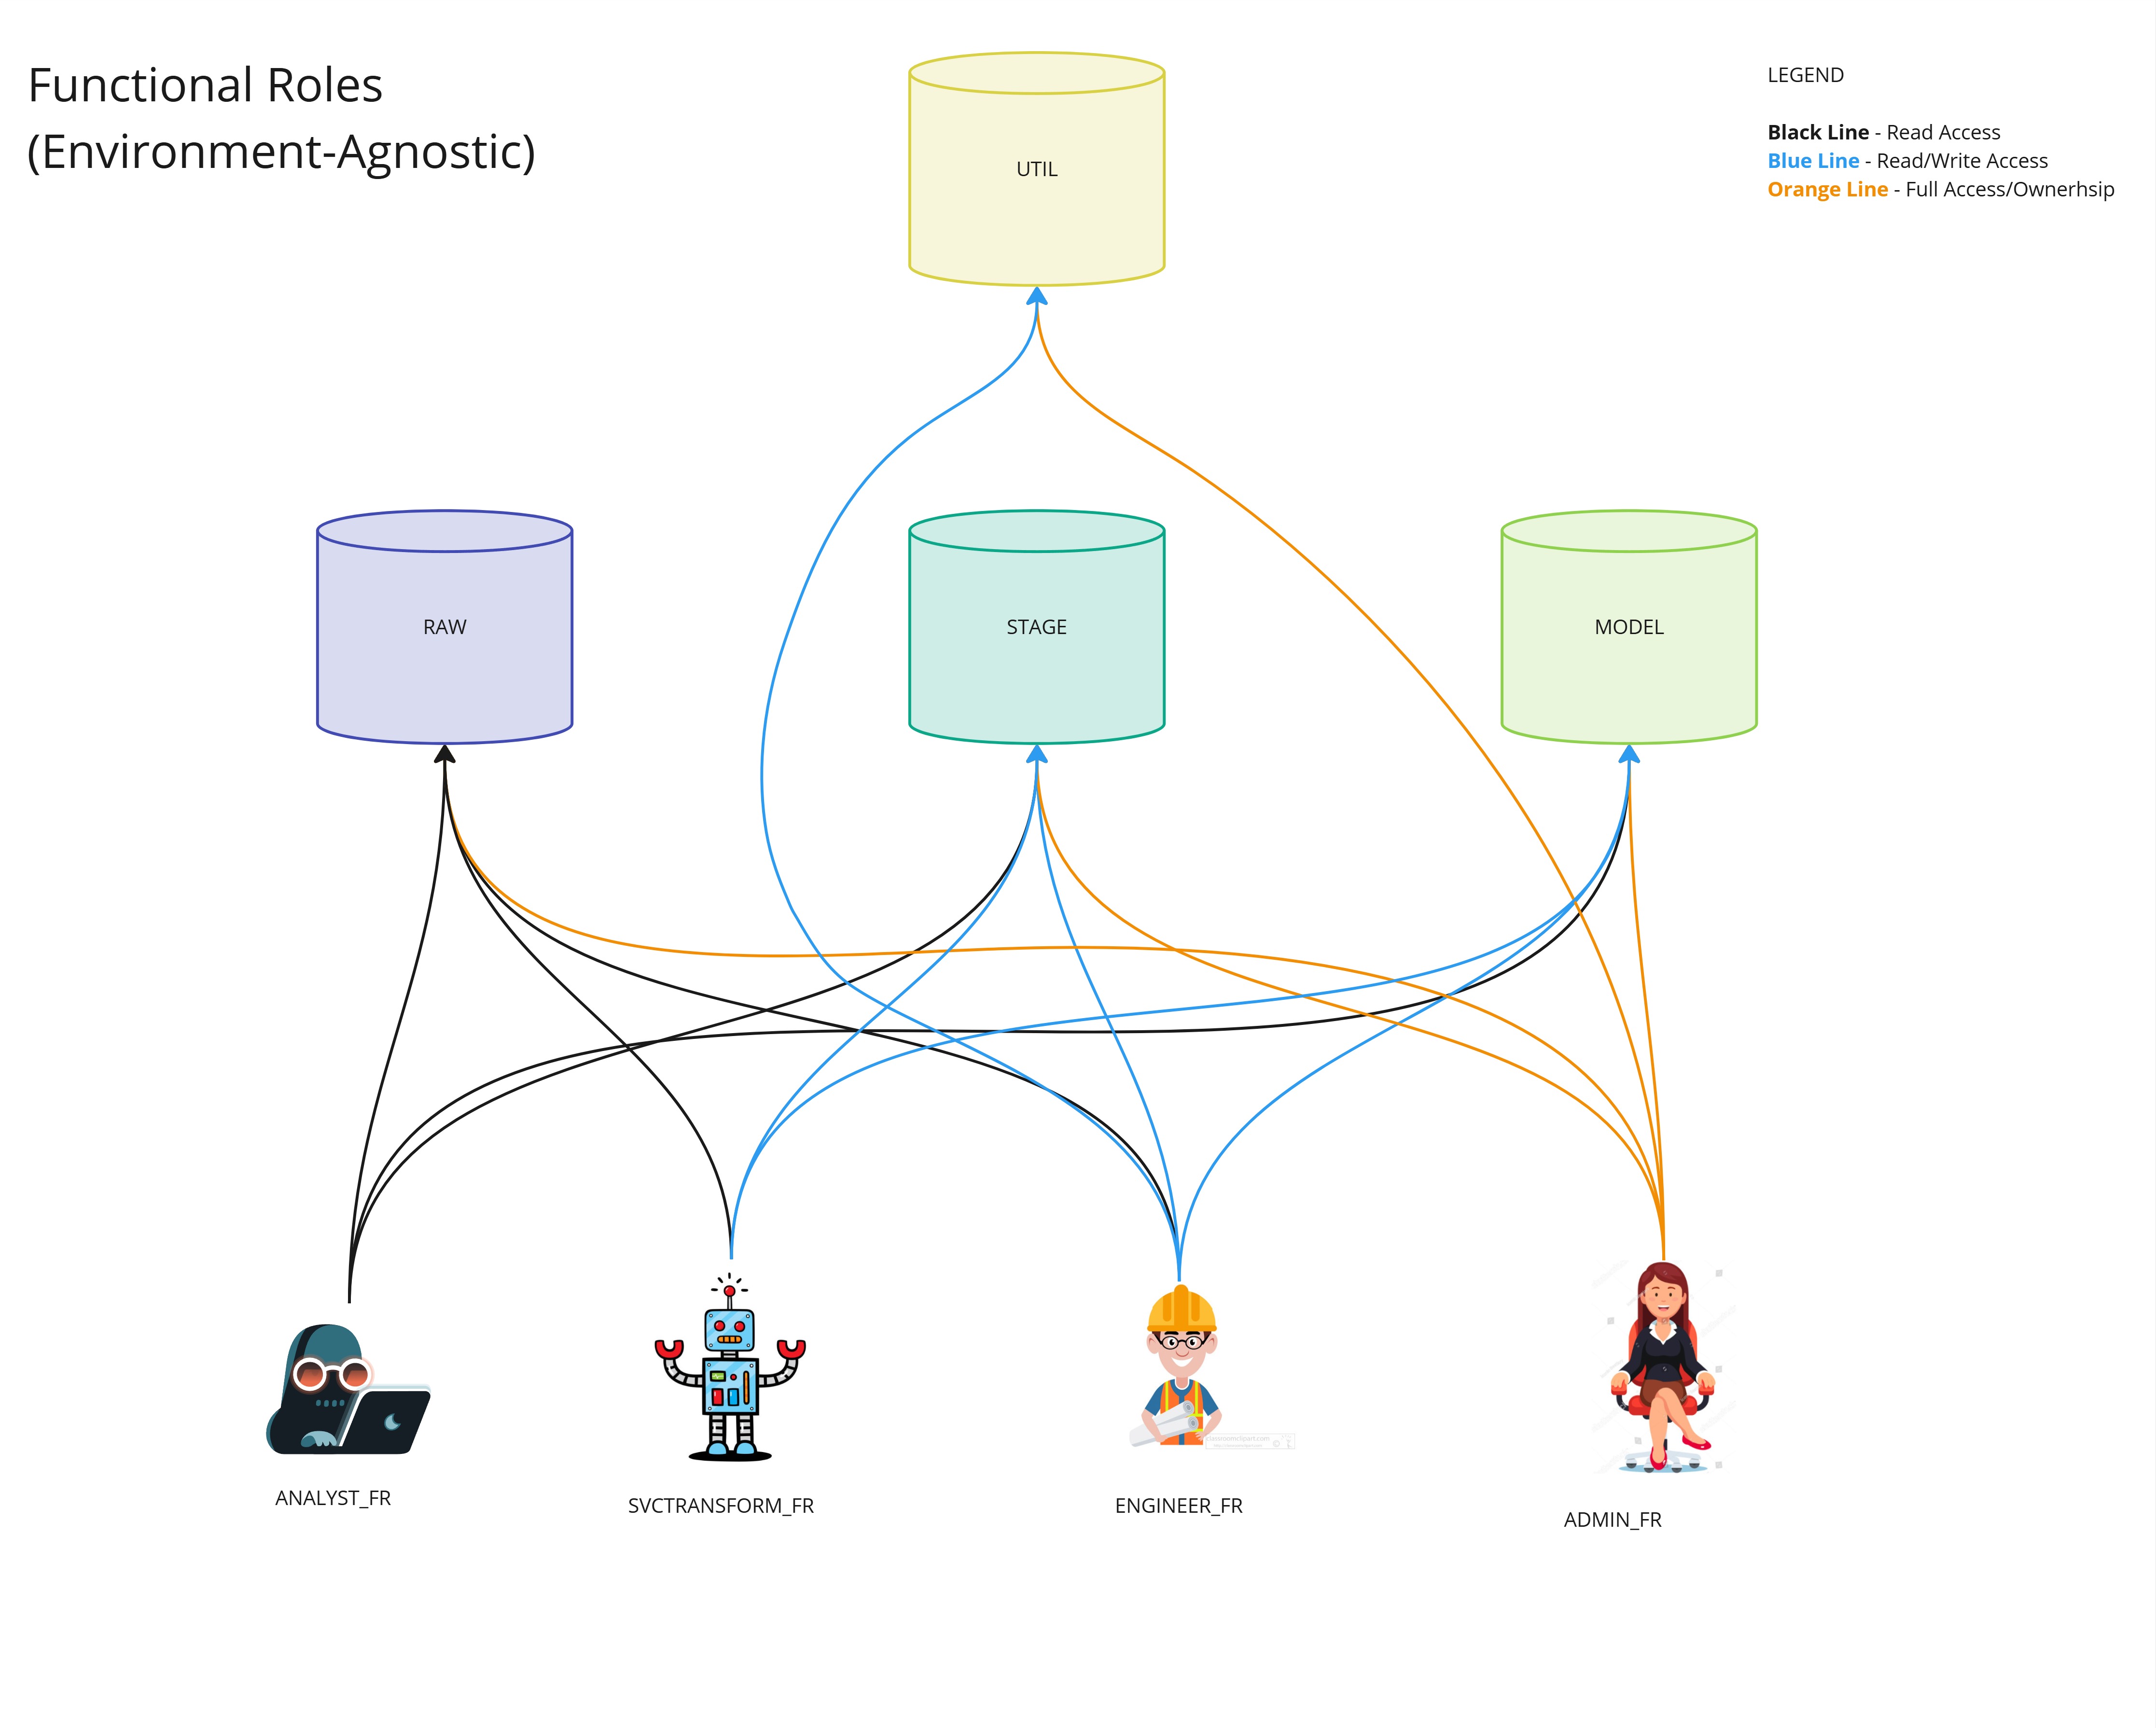 Functional Roles
(Environment-Agnostic)
UTIL
LEGEND
Black Line - Read Access
Blue Line - Read/Write Access
Orange Line - Full Access/Ownerhsip
RAW
STAGE
MODEL
ANALYST_FR
SVCTRANSFORM_FR
ENGINEER_FR
ADMIN_FR